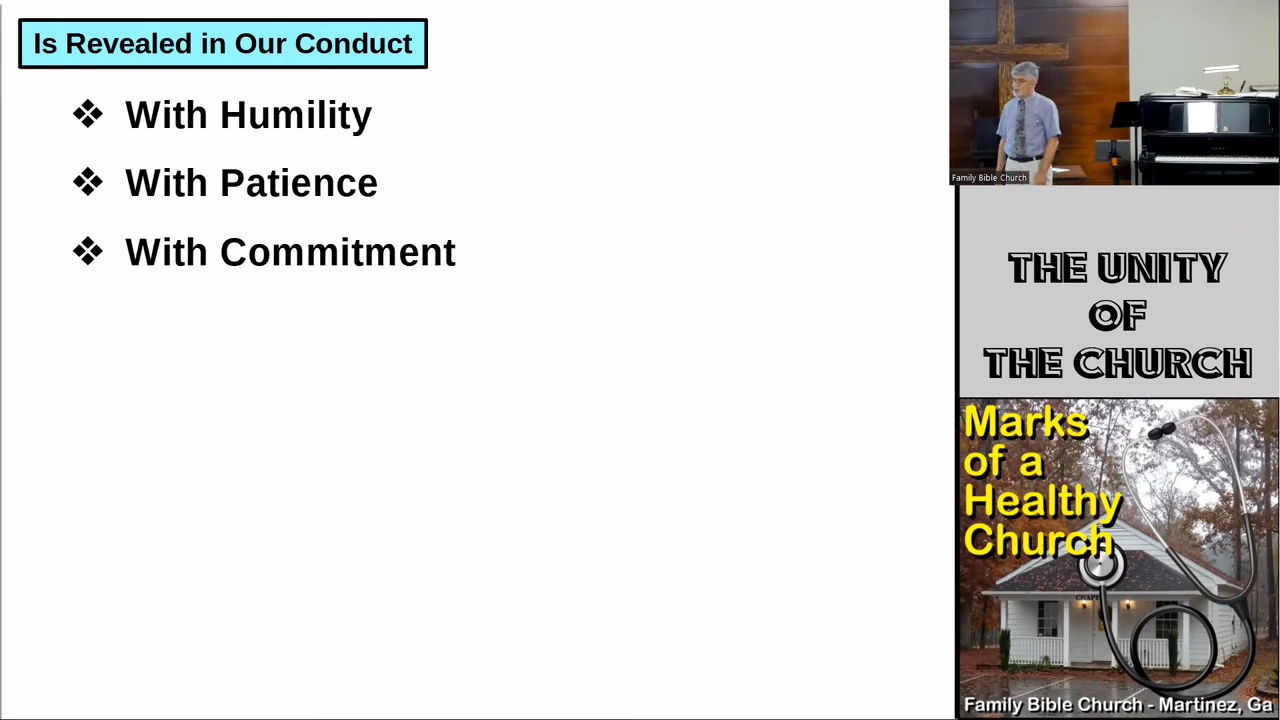 Is Revealed in Our Conduct
❖ With Humility
❖ With Patience
❖ With Commitment
Family Bible Church
THE UNITY
OF
THE CHURCH
Marks
of a
Healthy
Church
CHAPEL
Family Bible Church - Martinez, Ga